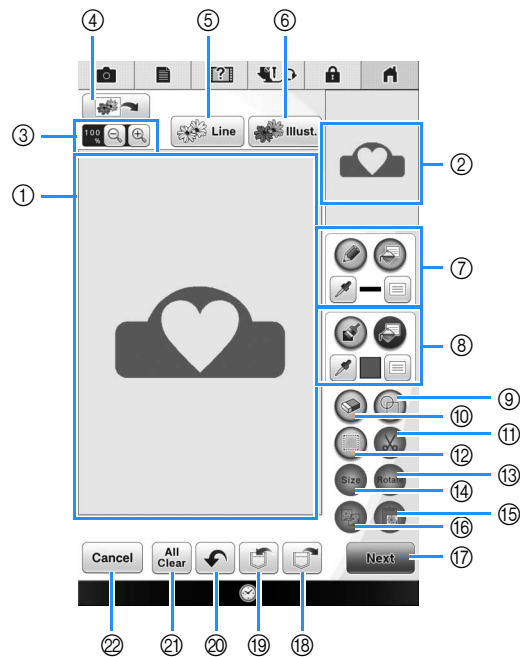 ④ ⑤ ⑥
③ 100 % Line Illust.
① ②
⑦
⑧
⑨
⑩
⑪
⑫
Size Rotate ⑬
⑭
⑮
⑯
Cancel All Clear Next ⑰
㉒ ㉑ ⑳ ⑲ ⑱